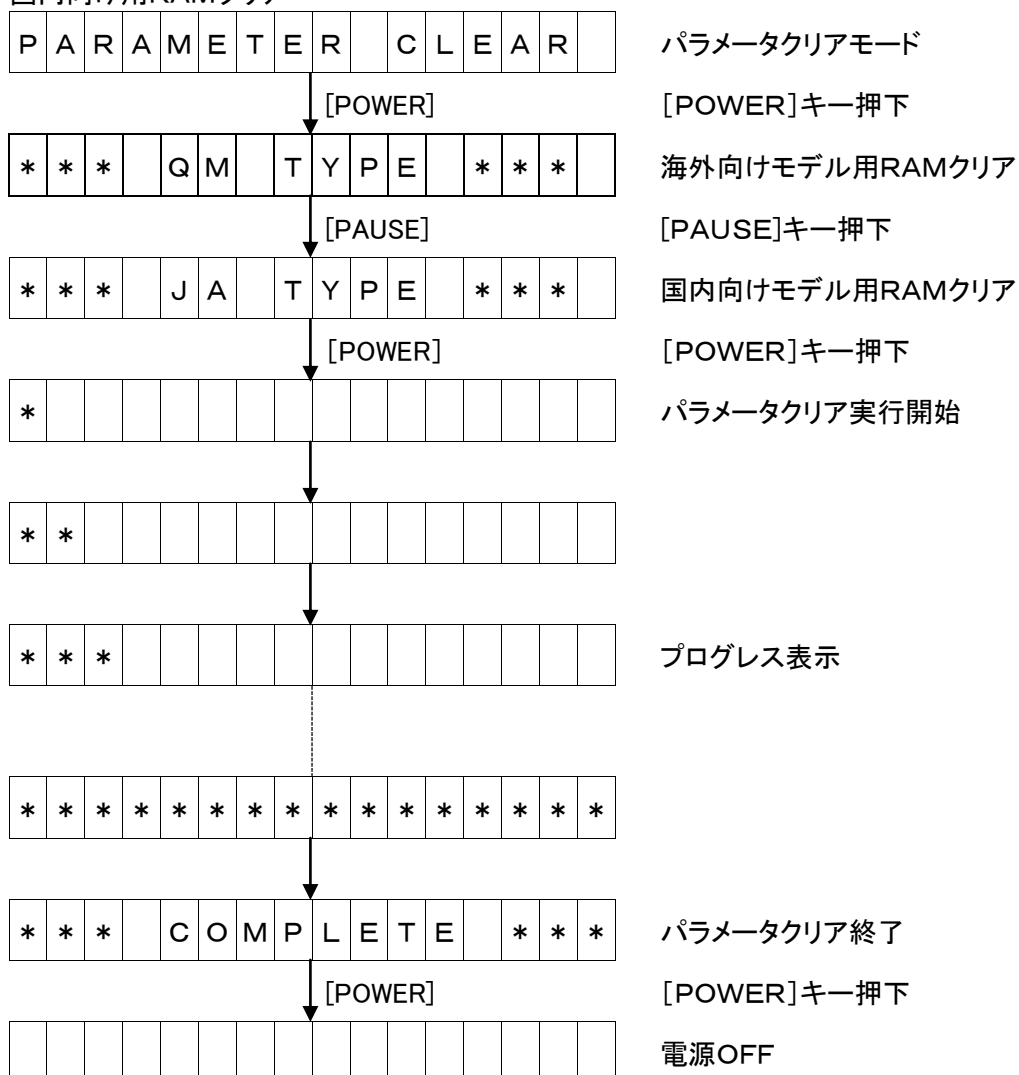 国内向け用RAMクリア
PARAMETER CLEAR パラメータクリアモード
[POWER] [POWER]キー押下
*** QM TYPE *** 海外向けモデル用RAMクリア
[PAUSE] [PAUSE]キー押下
*** JA TYPE *** 国内向けモデル用RAMクリア
[POWER] [POWER]キー押下
* パラメータクリア実行開始
**
*** プログレス表示
****************
*** COMPLETE *** パラメータクリア終了
[POWER] [POWER]キー押下
電源OFF